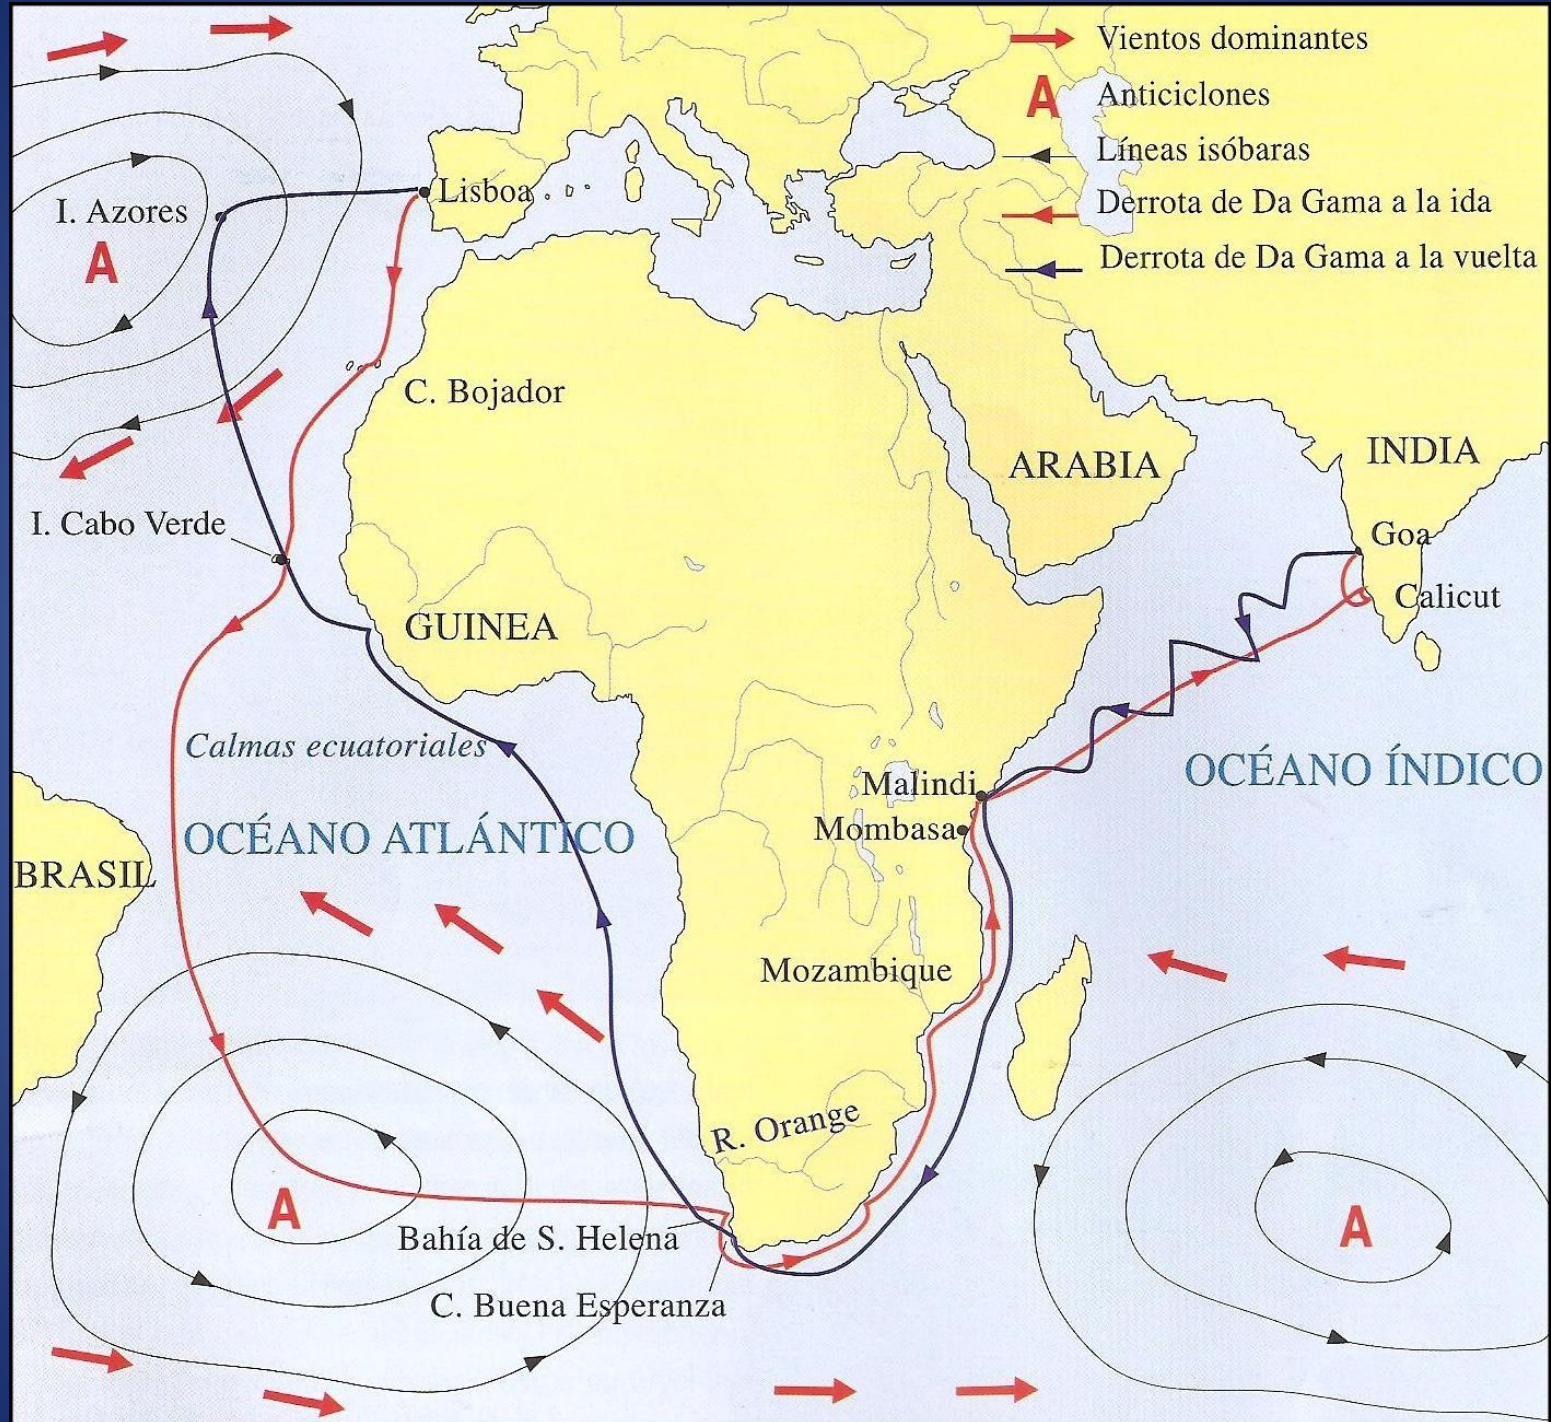 Vientos dominantes
A Anticiclones
Líneas isóbaras
Derrota de Da Gama a la ida
Derrota de Da Gama a la vuelta
Lisboa
I. Azores
A
C. Bojador
ARABIA
INDIA
I. Cabo Verde
Goa
Calicut
GUINEA
Calmas ecuatoriales
OCÉANO ÍNDICO
Malindi
Mombasa
OCÉANO ATLÁNTICO
BRASIL
Mozambique
R. Orange
A
A
Bahía de S. Helena
C. Buena Esperanza